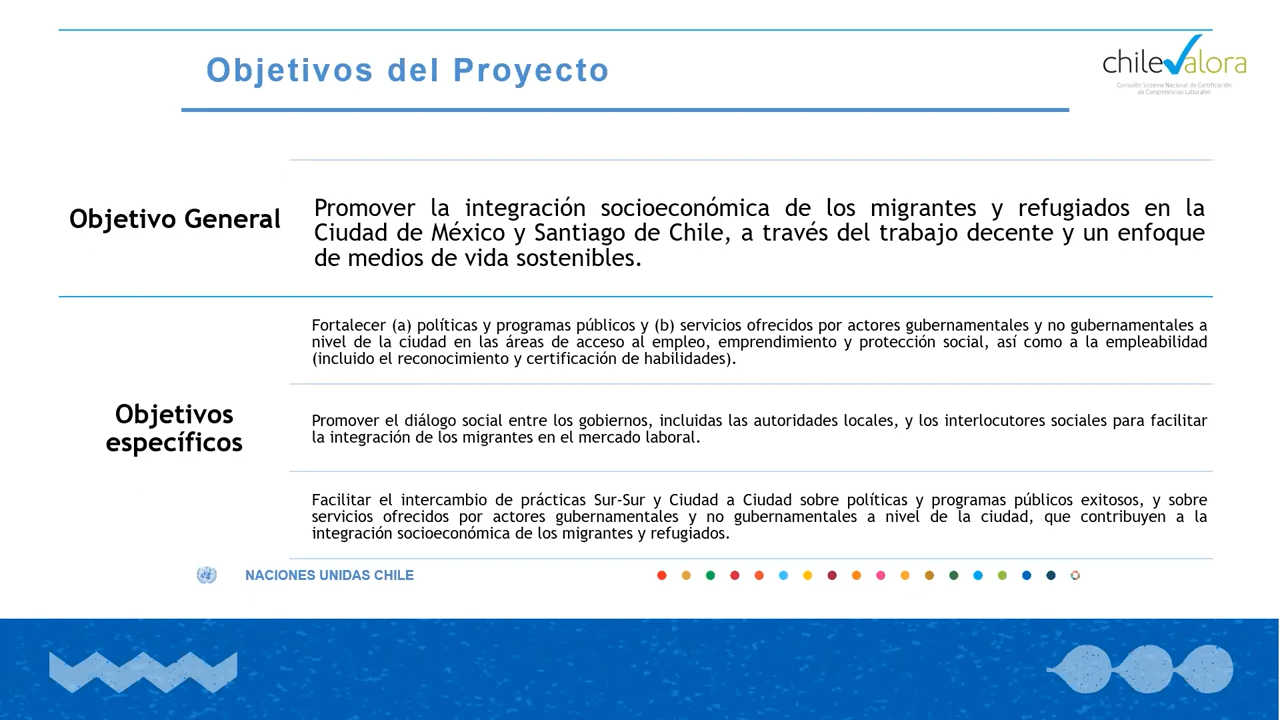 Objetivos del Proyecto
chilevalora
Comisión Sistema Nacional de Certificación
de Competencias Laborales
Objetivo General
Promover la integración socioeconómica de los migrantes y refugiados en la
Ciudad de México y Santiago de Chile, a través del trabajo decente y un enfoque
de medios de vida sostenibles.
Objetivos
específicos
Fortalecer (a) políticas y programas públicos y (b) servicios ofrecidos por actores gubernamentales y no gubernamentales a
nivel de la ciudad en las áreas de acceso al empleo, emprendimiento y protección social, así como a la empleabilidad
(incluido el reconocimiento y certificación de habilidades).
Promover el diálogo social entre los gobiernos, incluidas las autoridades locales, y los interlocutores sociales para facilitar
la integración de los migrantes en el mercado laboral.
Facilitar el intercambio de prácticas Sur-Sur y Ciudad a Ciudad sobre políticas y programas públicos exitosos, y sobre
servicios ofrecidos por actores gubernamentales y no gubernamentales a nivel de la ciudad, que contribuyen a la
integración socioeconómica de los migrantes y refugiados.
NACIONES UNIDAS CHILE